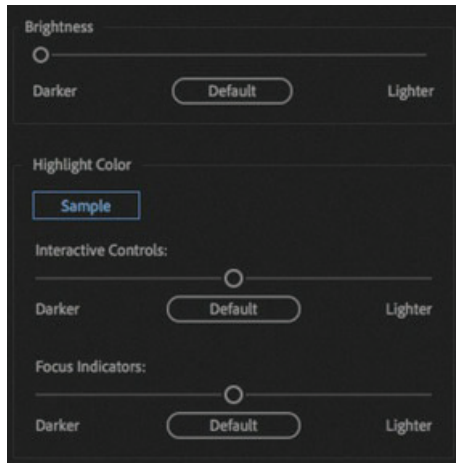 Brightness
Darker Default Lighter
Highlight Color
Sample
Interactive Controls:
Darker Default Lighter
Focus Indicators:
Darker Default Lighter